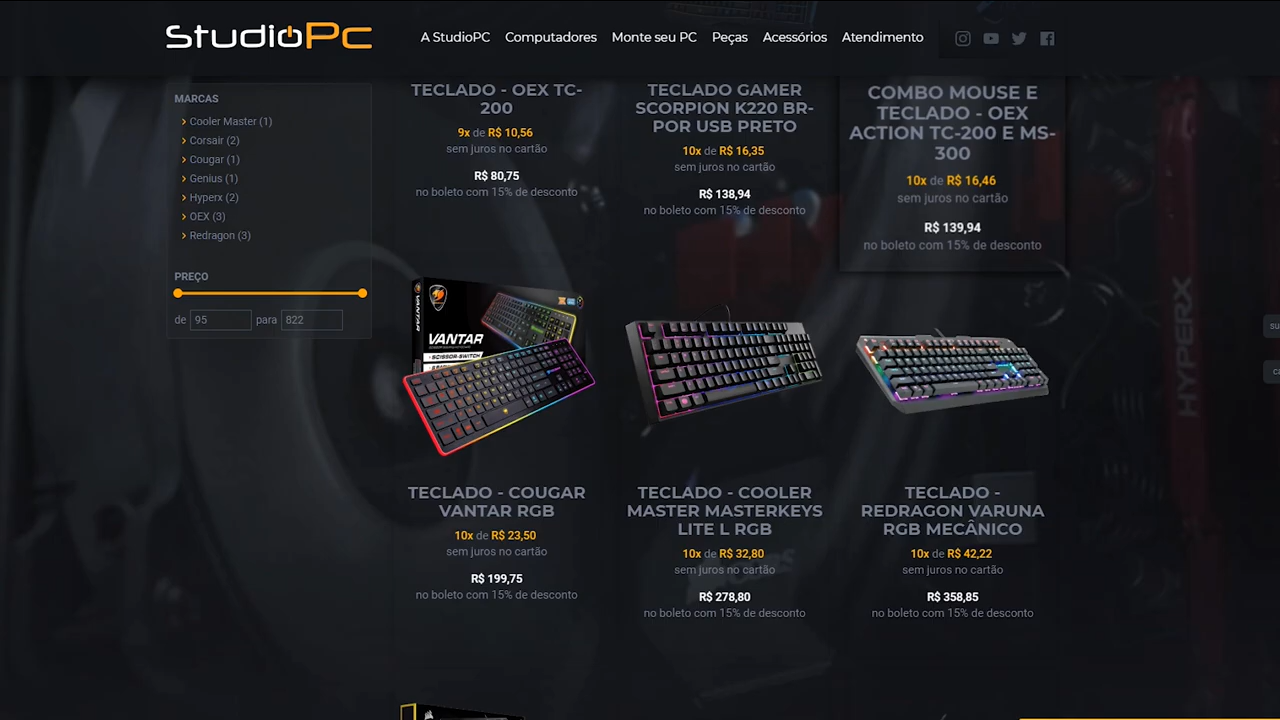 StudioPc
A StudioPC
Computadores
Monte seu PC
Peças
Acessórios
Atendimento
MARCAS
Cooler Master (1)
Corsair (2)
Cougar (1)
Genius (1)
Hyperx (2)
OEX (3)
Redragon (3)
PREÇO
de 95 para 822
TECLADO - OEX TC-
200
9x de R$ 10,56
sem juros no cartão
R$ 80,75
no boleto com 15% de desconto
TECLADO GAMER
SCORPION K220 BR-
POR USB PRETO
10x de R$ 16,35
sem juros no cartão
R$ 138,94
no boleto com 15% de desconto
COMBO MOUSE E
TECLADO - OEX
ACTION TC-200 E MS-
300
10x de R$ 16,46
sem juros no cartão
R$ 139,94
no boleto com 15% de desconto
VANTAR
SCISSOR-SWITCH
TECLADO - COUGAR
VANTAR RGB
10x de R$ 23,50
sem juros no cartão
R$ 199,75
no boleto com 15% de desconto
TECLADO - COOLER
MASTER MASTERKEYS
LITE L RGB
10x de R$ 32,80
sem juros no cartão
R$ 278,80
no boleto com 15% de desconto
TECLADO -
REDRAGON VARUNA
RGB MECÂNICO
10x de R$ 42,22
sem juros no cartão
R$ 358,85
no boleto com 15% de desconto
HYPERX